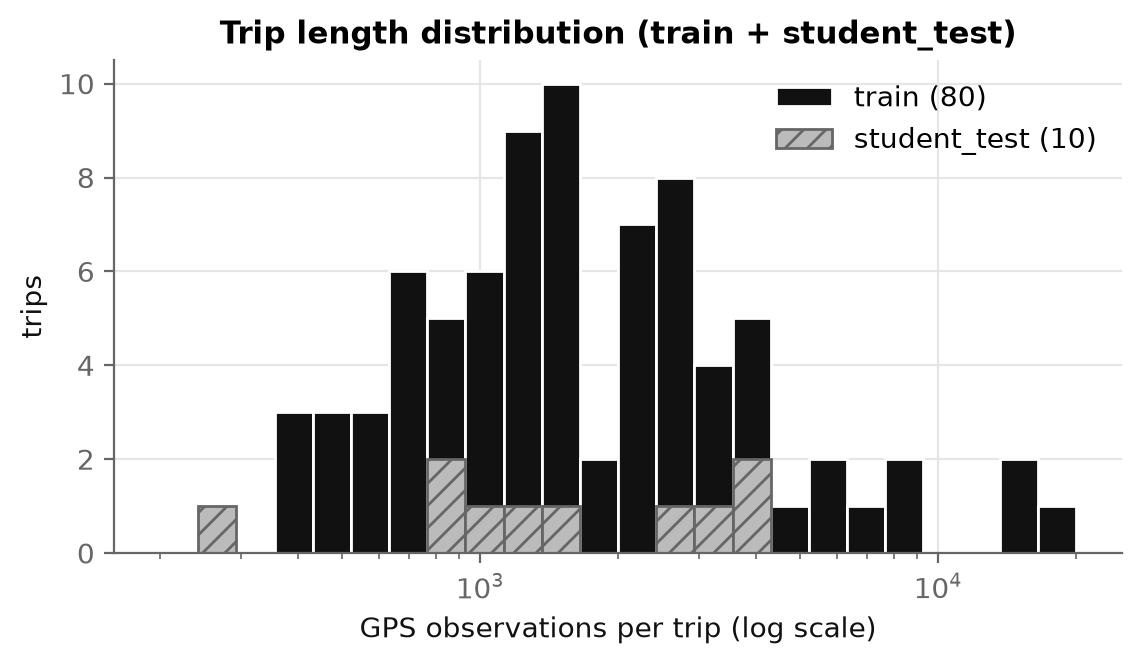 Trip length distribution (train + student_test)
train (80)
student_test (10)
trips
10
8
6
4
2
0
10³
10⁴
GPS observations per trip (log scale)